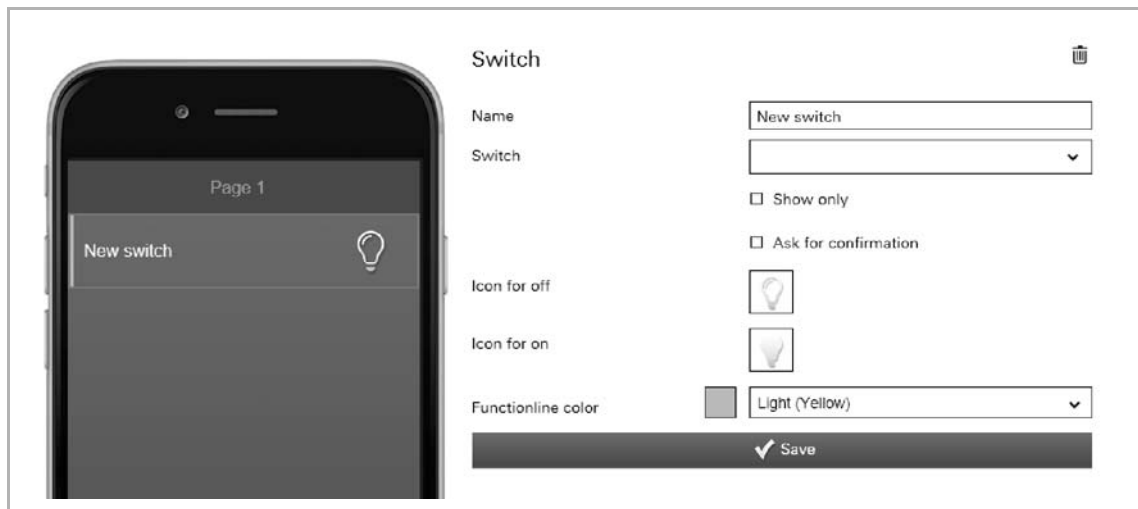 Page 1
New switch
Switch
Name
New switch
Switch
Show only
Ask for confirmation
Icon for off
Icon for on
Functionline color
Light (Yellow)
Save